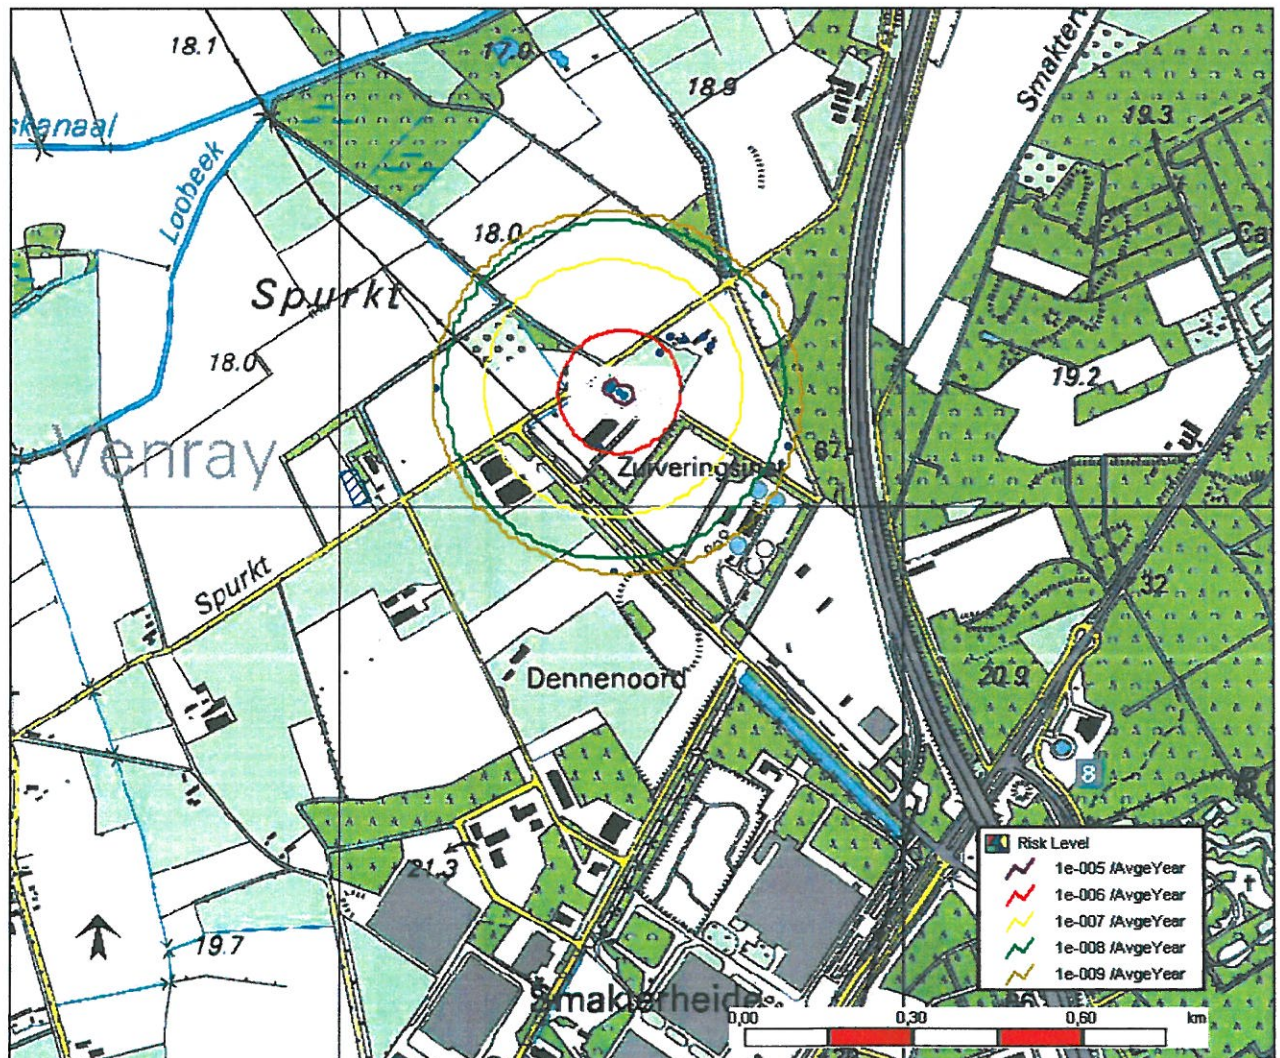 18.1
17.0
18.9
Smakter
19.3
skanaal
Loobeek
18.0
Spurkt
18.0
19.2
Venray
Zuiveringsinst
67
Spurkt
32
Dennenoord
20.9
8
21.3
19.7
Smakterheide
Risk Level
1e-005 /AvgeYear
1e-006 /AvgeYear
1e-007 /AvgeYear
1e-008 /AvgeYear
1e-009 /AvgeYear
0,00
0,30
0,60
km